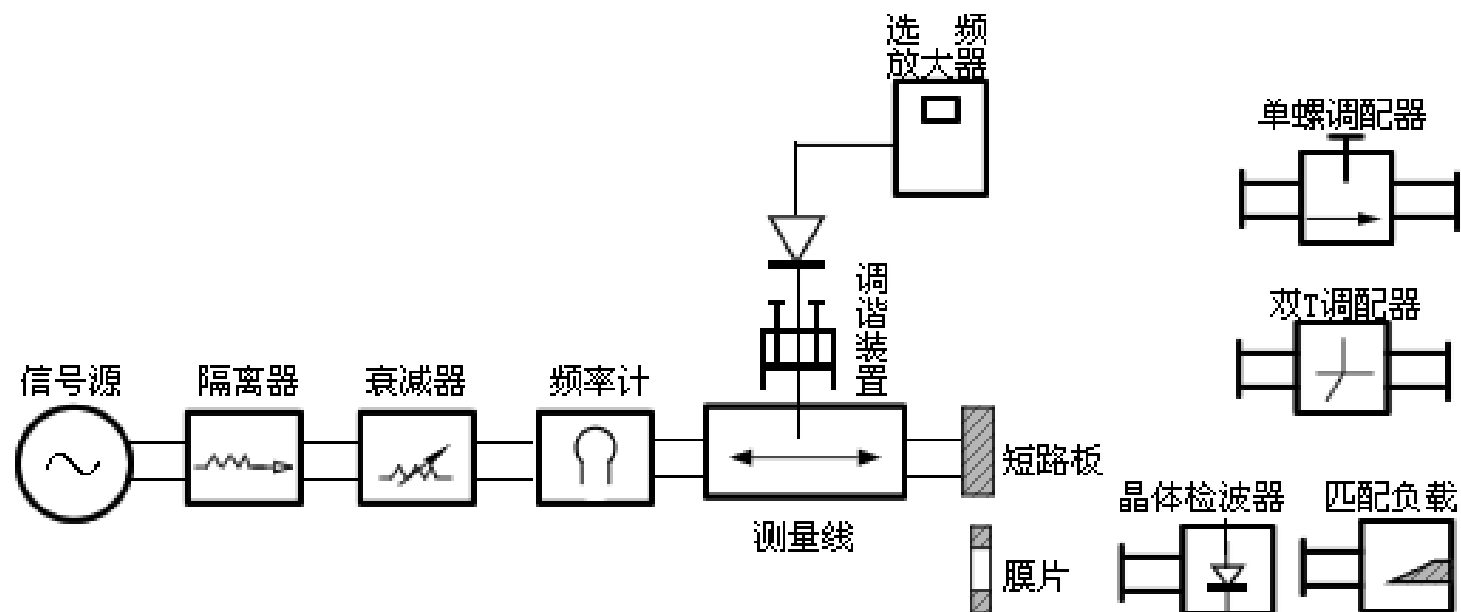 选 频
放大器
单螺调配器
调谐装置
双T调配器
信号源
隔离器
衰减器
频率计
短路板
晶体检波器
匹配负载
测量线
膜片